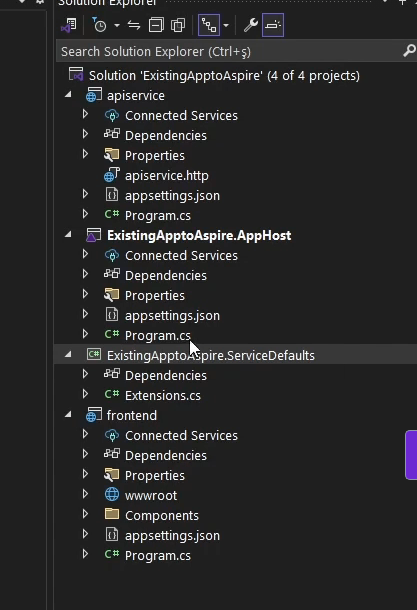 Solution Explorer
Search Solution Explorer (Ctrl+ş)
Solution 'ExistingApptoAspire' (4 of 4 projects)
apiservice
Connected Services
Dependencies
Properties
apiservice.http
appsettings.json
C# Program.cs
ExistingApptoAspire.AppHost
Connected Services
Dependencies
Properties
appsettings.json
C# Program.cs
C# ExistingApptoAspire.ServiceDefaults
Dependencies
C# Extensions.cs
frontend
Connected Services
Dependencies
Properties
wwwroot
Components
appsettings.json
C# Program.cs